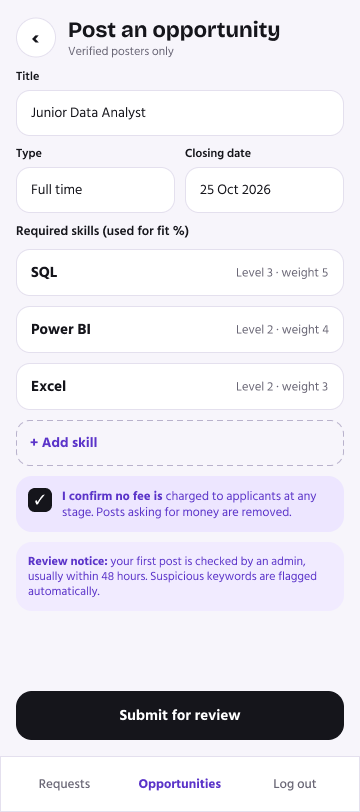 ‹
Post an opportunity
Verified posters only
Title
Junior Data Analyst
Type
Closing date
Full time
25 Oct 2026
Required skills (used for fit %)
SQL
Level 3 · weight 5
Power BI
Level 2 · weight 4
Excel
Level 2 · weight 3
+ Add skill
✓
I confirm no fee is charged to applicants at any
stage. Posts asking for money are removed.
Review notice: your first post is checked by an admin,
usually within 48 hours. Suspicious keywords are flagged
automatically.
Submit for review
Requests
Opportunities
Log out